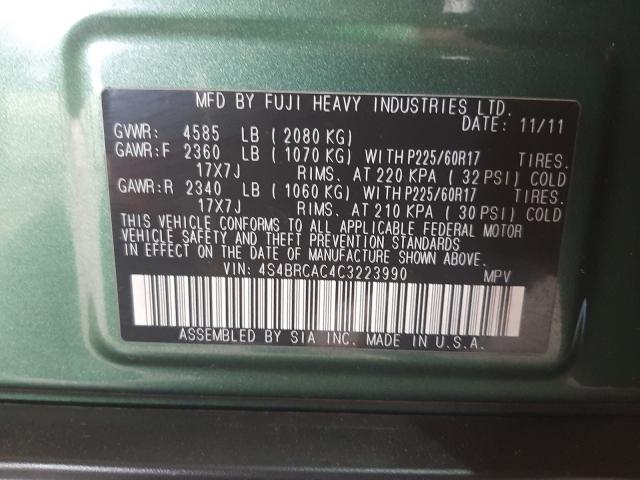 MFD BY FUJI HEAVY INDUSTRIES LTD.
DATE: 11/11
GVWR: 4585 LB ( 2080 KG)
GAWR:F 2360 LB ( 1070 KG) WITH P225/60R17 TIRES.
17X7J RIMS. AT 220 KPA ( 32 PSI) COLD
GAWR:R 2340 LB ( 1060 KG) WITH P225/60R17 TIRES.
17X7J RIMS. AT 210 KPA ( 30 PSI) COLD
THIS VEHICLE CONFORMS TO ALL APPLICABLE FEDERAL MOTOR
VEHICLE SAFETY AND THEFT PREVENTION STANDARDS
IN EFFECT ON THE DATE OF MANUFACTURE SHOWN ABOVE.
VIN: 4S4BRCAC4C3223990 MPV
ASSEMBLED BY SIA INC. MADE IN U.S.A.